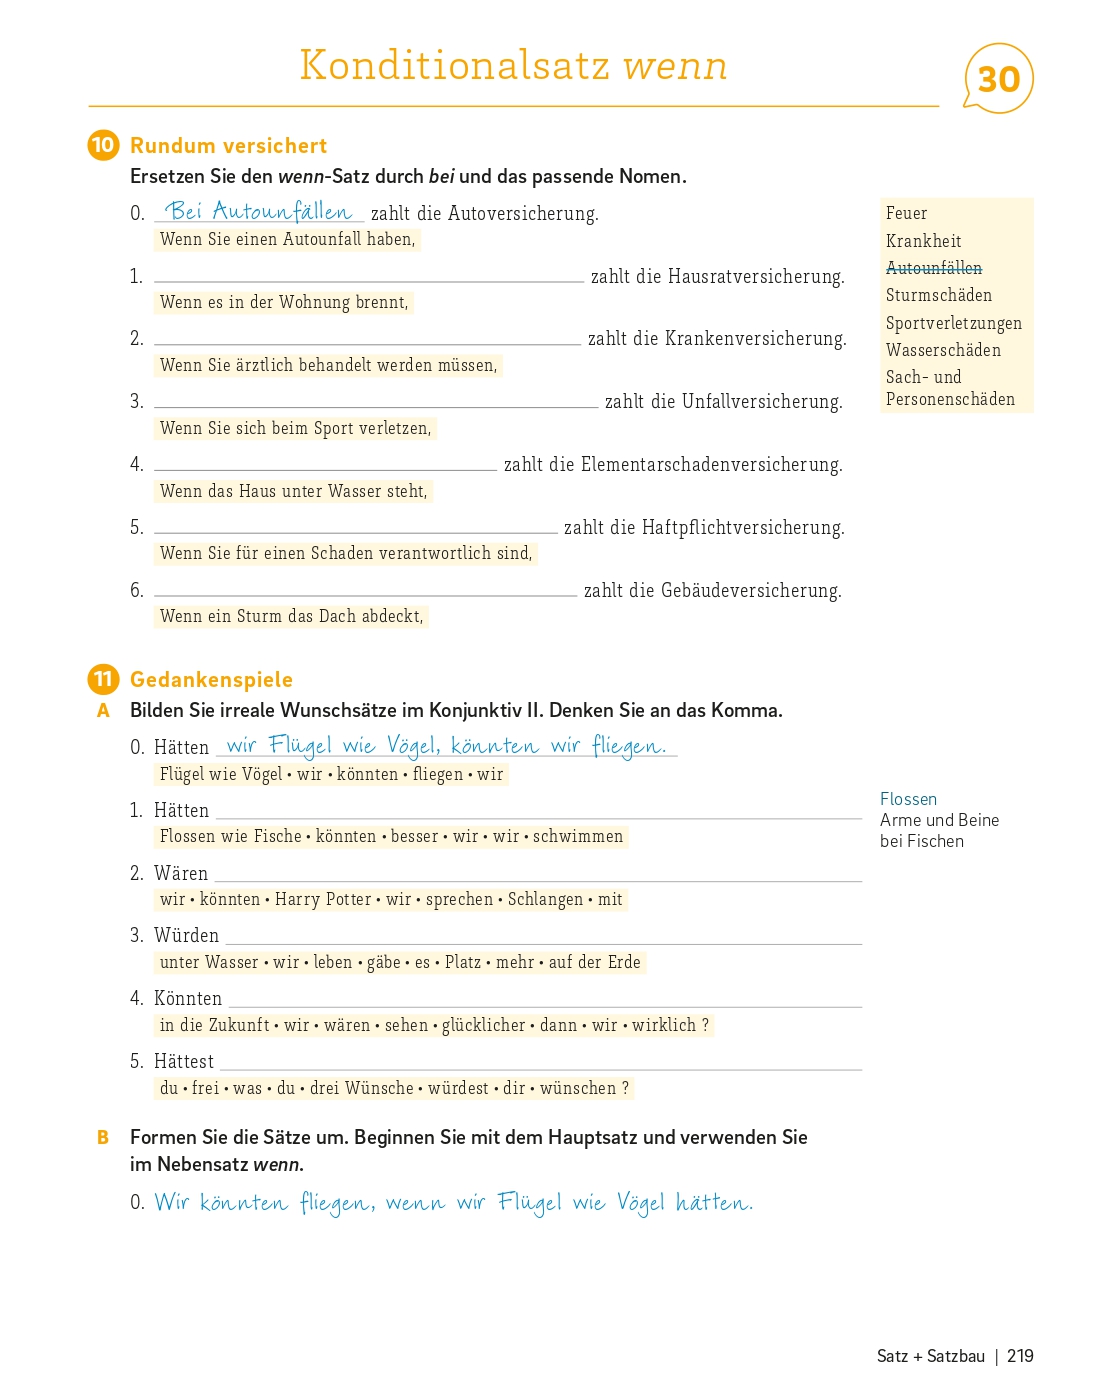 Konditionalsatz wenn
30
10 Rundum versichert
Ersetzen Sie den wenn-Satz durch bei und das passende Nomen.
0. Bei Autounfällen zahlt die Autoversicherung.
Wenn Sie einen Autounfall haben,
1. zahlt die Hausratversicherung.
Wenn es in der Wohnung brennt,
2. zahlt die Krankenversicherung.
Wenn Sie ärztlich behandelt werden müssen,
3. zahlt die Unfallversicherung.
Wenn Sie sich beim Sport verletzen,
4. zahlt die Elementarschadenversicherung.
Wenn das Haus unter Wasser steht,
5. zahlt die Haftpflichtversicherung.
Wenn Sie für einen Schaden verantwortlich sind,
6. zahlt die Gebäudeversicherung.
Wenn ein Sturm das Dach abdeckt,
Feuer
Krankheit
Autounfällen
Sturmschäden
Sportverletzungen
Wasserschäden
Sach- und
Personenschäden
11 Gedankenspiele
A Bilden Sie irreale Wunschsätze im Konjunktiv II. Denken Sie an das Komma.
0. Hätten wir Flügel wie Vögel, könnten wir fliegen.
Flügel wie Vögel • wir • könnten • fliegen • wir
1. Hätten
Flossen wie Fische • könnten • besser • wir • wir • schwimmen
2. Wären
wir • könnten • Harry Potter • wir • sprechen • Schlangen • mit
3. Würden
unter Wasser • wir • leben • gäbe • es • Platz • mehr • auf der Erde
4. Könnten
in die Zukunft • wir • wären • sehen • glücklicher • dann • wir • wirklich ?
5. Hättest
du • frei • was • du • drei Wünsche • würdest • dir • wünschen ?
Flossen
Arme und Beine
bei Fischen
B Formen Sie die Sätze um. Beginnen Sie mit dem Hauptsatz und verwenden Sie
im Nebensatz wenn.
0. Wir könnten fliegen, wenn wir Flügel wie Vögel hätten.
Satz + Satzbau | 219